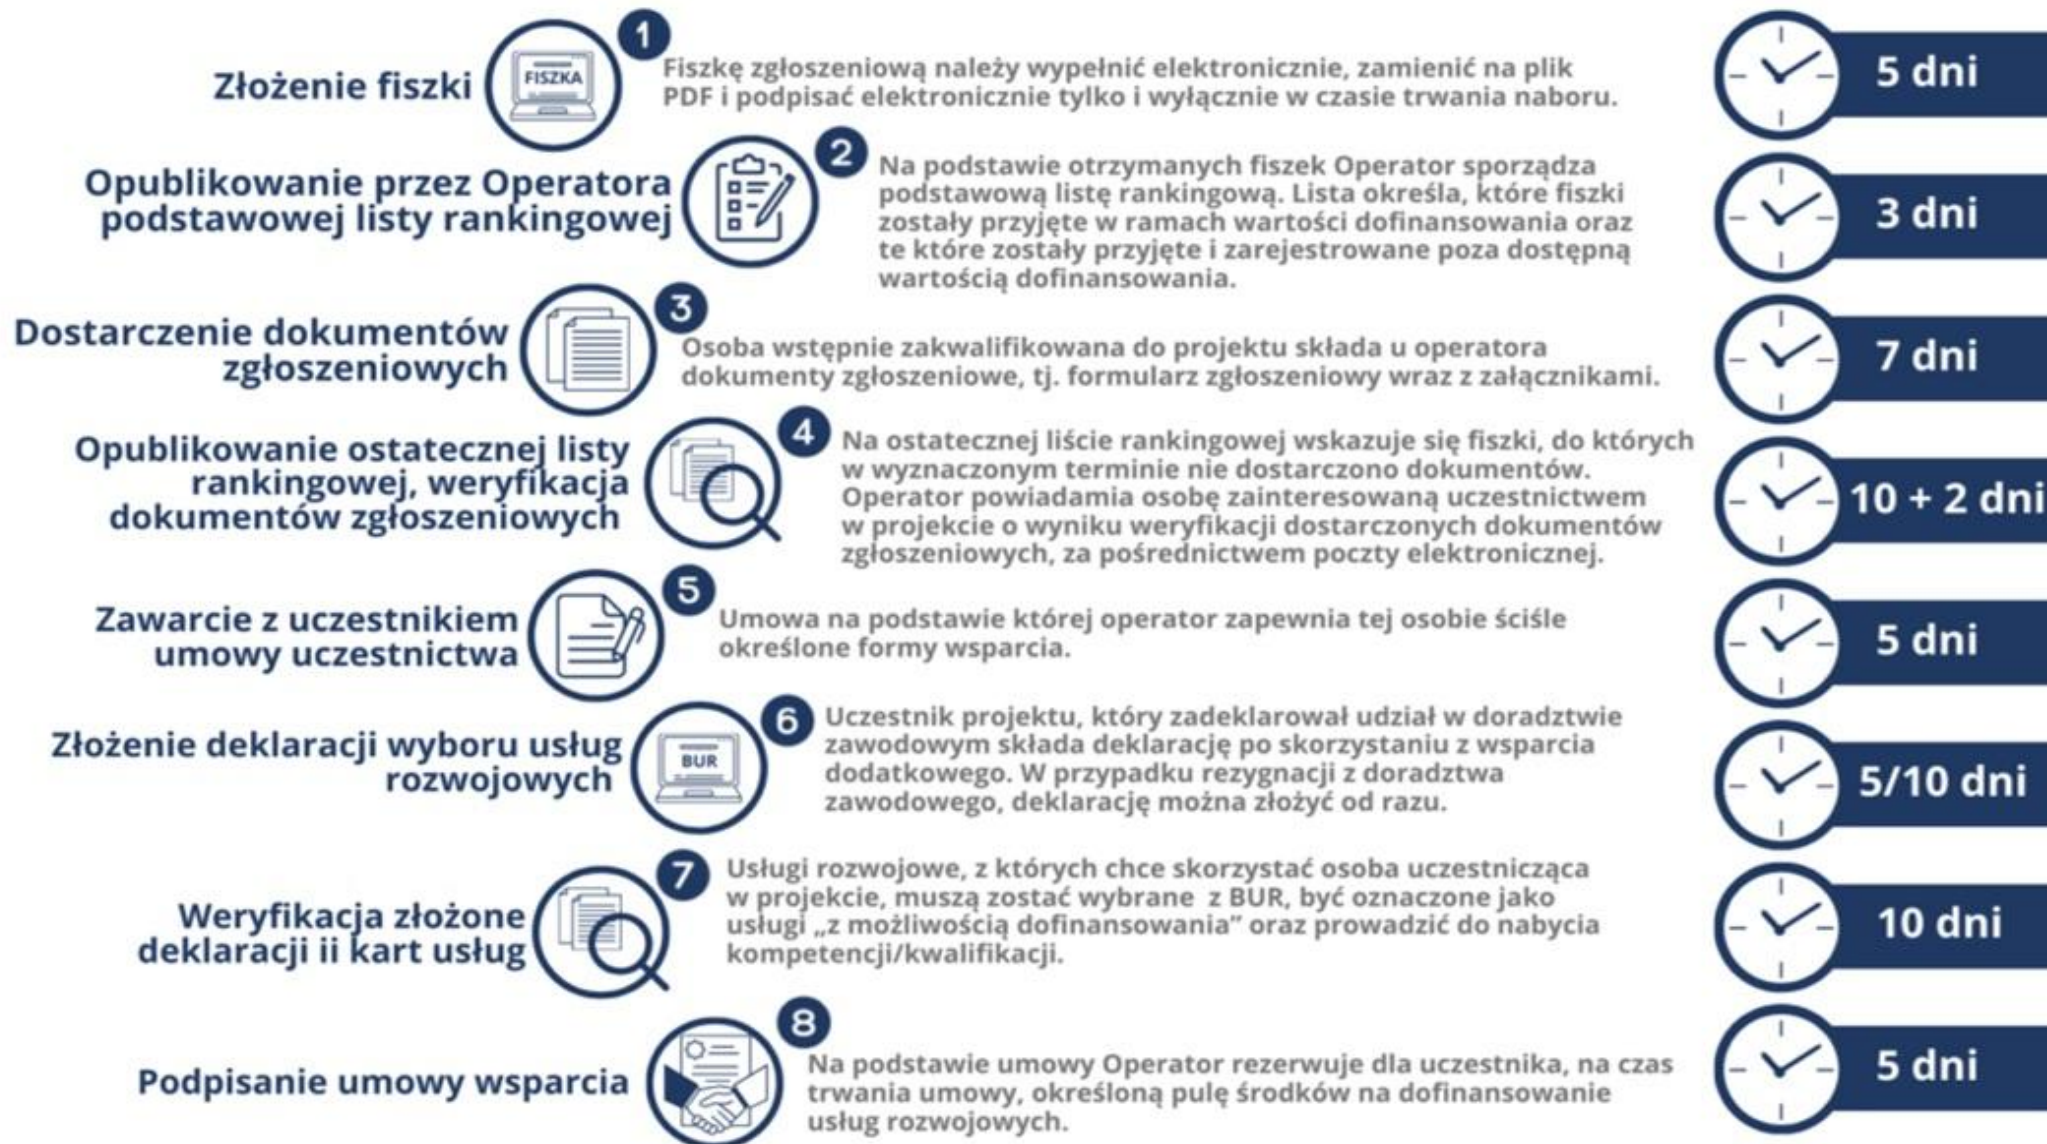 1
Złożenie fiszki
FISZKA
Fiszkę zgłoszeniową należy wypełnić elektronicznie, zamienić na plik
PDF i podpisać elektronicznie tylko i wyłącznie w czasie trwania naboru.
5 dni
2
Opublikowanie przez Operatora
podstawowej listy rankingowej
Na podstawie otrzymanych fiszek Operator sporządza
podstawową listę rankingową. Lista określa, które fiszki
zostały przyjęte w ramach wartości dofinansowania oraz
te które zostały przyjęte i zarejestrowane poza dostępną
wartością dofinansowania.
3 dni
3
Dostarczenie dokumentów
zgłoszeniowych
Osoba wstępnie zakwalifikowana do projektu składa u operatora
dokumenty zgłoszeniowe, tj. formularz zgłoszeniowy wraz z załącznikami.
7 dni
4
Opublikowanie ostatecznej listy
rankingowej, weryfikacja
dokumentów zgłoszeniowych
Na ostatecznej liście rankingowej wskazuje się fiszki, do których
w wyznaczonym terminie nie dostarczono dokumentów.
Operator powiadamia osobę zainteresowaną uczestnictwem
w projekcie o wyniku weryfikacji dostarczonych dokumentów
zgłoszeniowych, za pośrednictwem poczty elektronicznej.
10 + 2 dni
5
Zawarcie z uczestnikiem
umowy uczestnictwa
Umowa na podstawie której operator zapewnia tej osobie ściśle
określone formy wsparcia.
5 dni
6
Złożenie deklaracji wyboru usług
rozwojowych
BUR
Uczestnik projektu, który zadeklarował udział w doradztwie
zawodowym składa deklarację po skorzystaniu z wsparcia
dodatkowego. W przypadku rezygnacji z doradztwa
zawodowego, deklarację można złożyć od razu.
5/10 dni
7
Weryfikacja złożone
deklaracji ii kart usług
Usługi rozwojowe, z których chce skorzystać osoba uczestnicząca
w projekcie, muszą zostać wybrane z BUR, być oznaczone jako
usługi „z możliwością dofinansowania” oraz prowadzić do nabycia
kompetencji/kwalifikacji.
10 dni
8
Podpisanie umowy wsparcia
Na podstawie umowy Operator rezerwuje dla uczestnika, na czas
trwania umowy, określoną pulę środków na dofinansowanie
usług rozwojowych.
5 dni